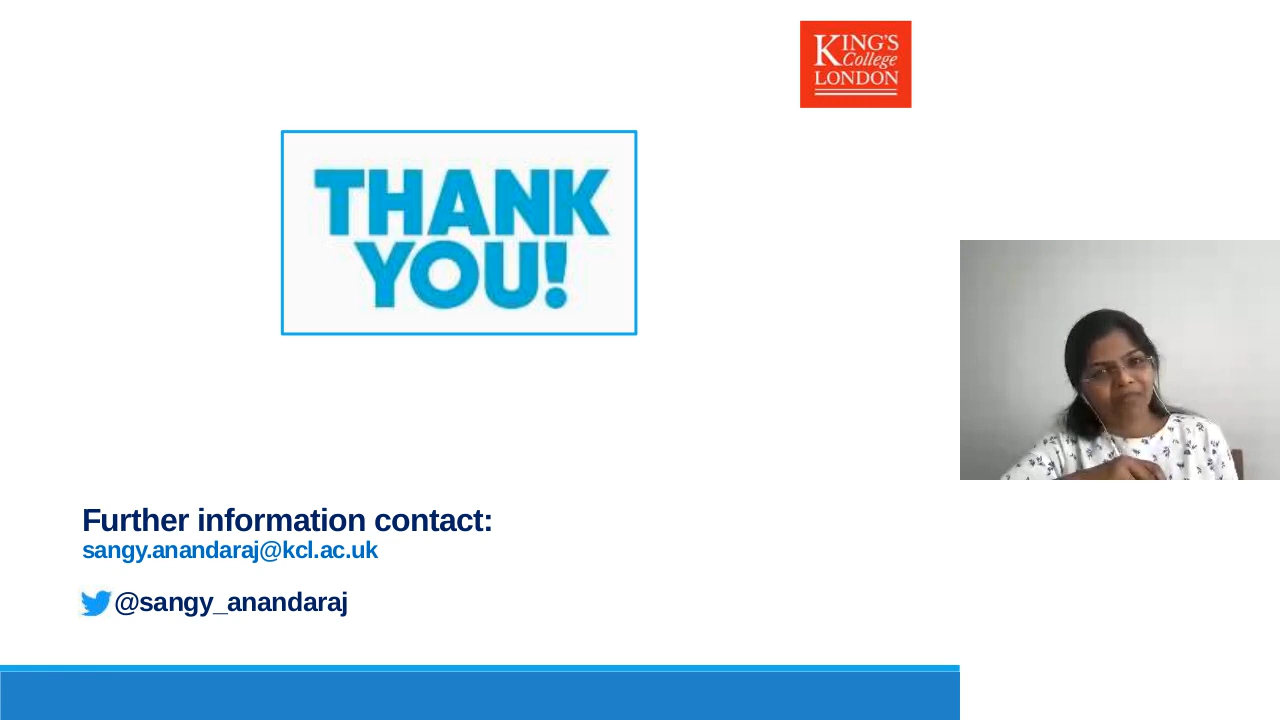 KING'S
College
LONDON
THANK
YOU!
Further information contact:
sangy.anandaraj@kcl.ac.uk
@sangy_anandaraj